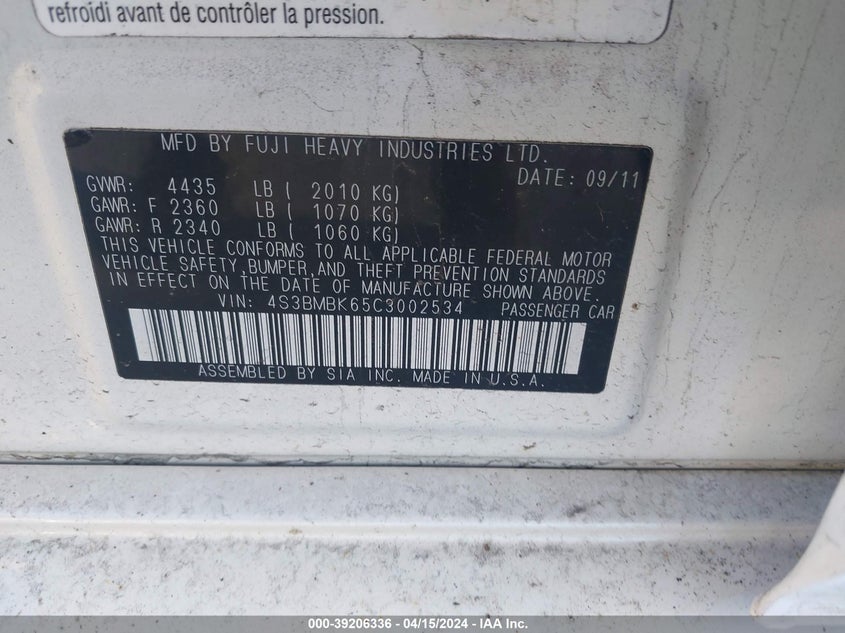 refroidi avant de contrôler la pression.
MFD BY FUJI HEAVY INDUSTRIES LTD.
DATE: 09/11
GVWR: 4435 LB ( 2010 KG)
GAWR: F 2360 LB ( 1070 KG)
GAWR: R 2340 LB ( 1060 KG)
THIS VEHICLE CONFORMS TO ALL APPLICABLE FEDERAL MOTOR
VEHICLE SAFETY,BUMPER,AND THEFT PREVENTION STANDARDS
IN EFFECT ON THE DATE OF MANUFACTURE SHOWN ABOVE.
VIN: 4S3BMBK65C3002534 PASSENGER CAR
ASSEMBLED BY SIA INC. MADE IN U.S.A.
000-39206336 - 04/15/2024 - IAA Inc.